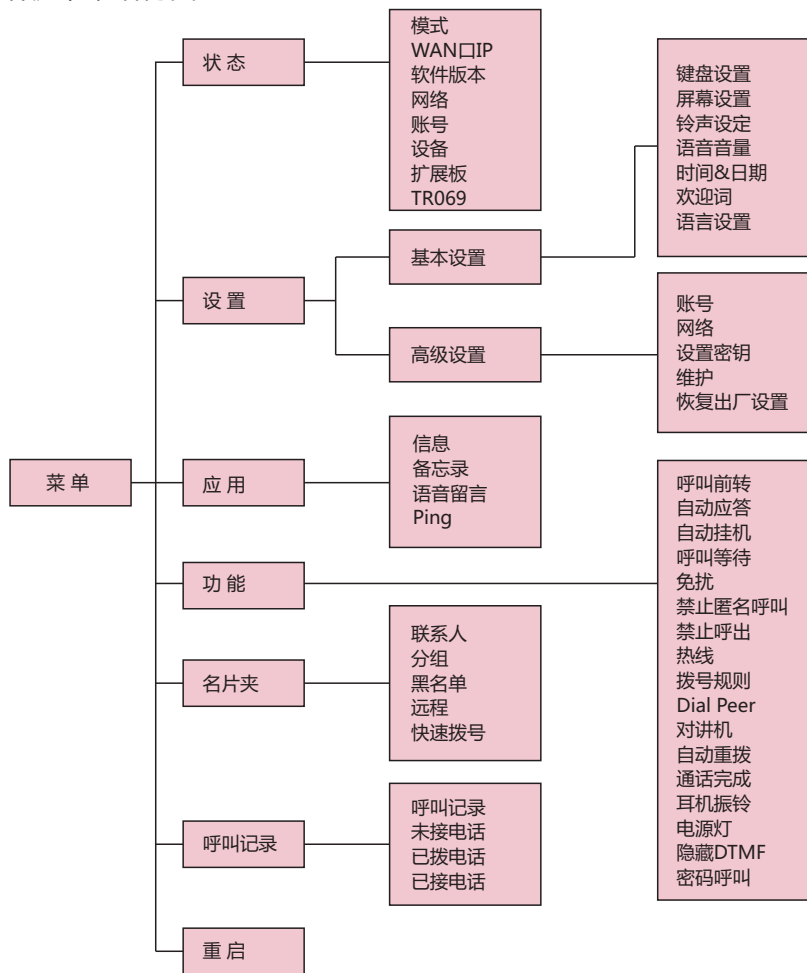 状 态
模式
WAN口IP
软件版本
网络
账号
设备
扩展板
TR069
设 置
基本设置
键盘设置
屏幕设置
铃声设定
语音音量
时间&日期
欢迎词
语言设置
高级设置
账号
网络
设置密钥
维护
恢复出厂设置
菜 单
应 用
信息
备忘录
语音留言
Ping
功 能
呼叫前转
自动应答
自动挂机
呼叫等待
免扰
禁止匿名呼叫
禁止呼出
热线
拨号规则
Dial Peer
对讲机
自动重拨
通话完成
耳机振铃
电源灯
隐藏DTMF
密码呼叫
名片夹
联系人
分组
黑名单
远程
快速拨号
呼叫记录
呼叫记录
未接电话
已拨电话
已接电话
重 启